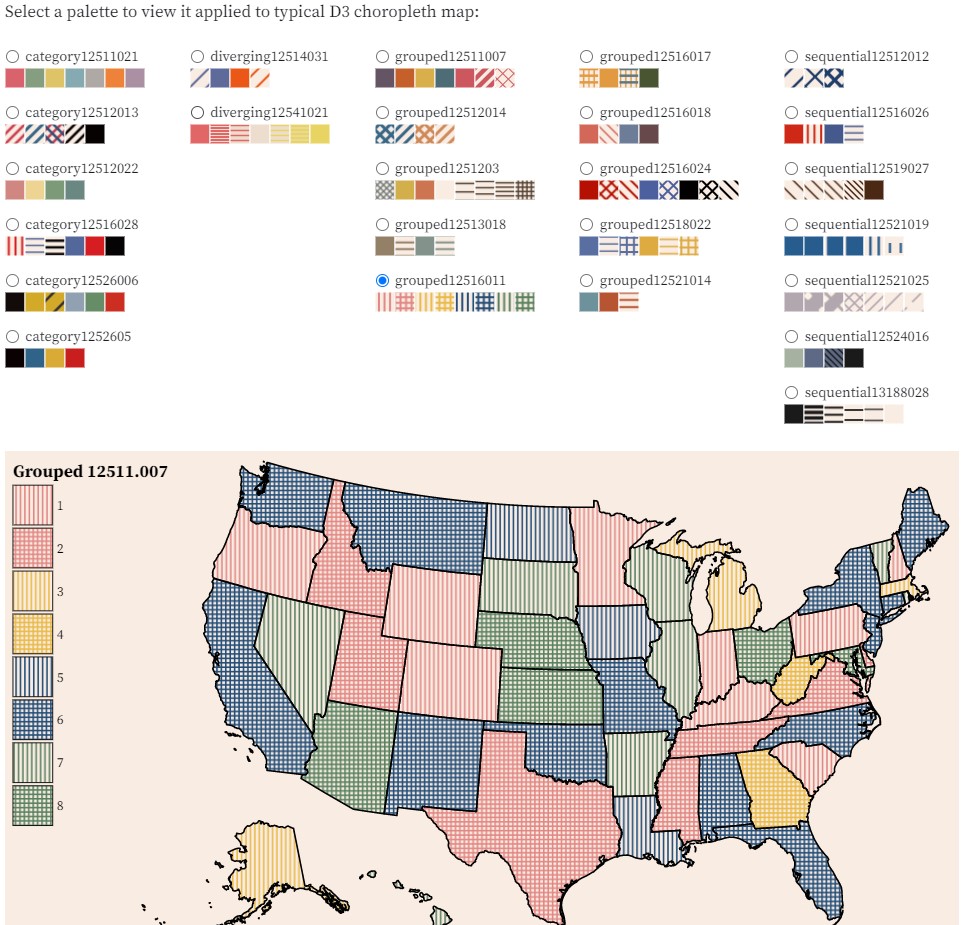 Select a palette to view it applied to typical D3 choropleth map:
category12511021
category12512013
category12512022
category12516028
category12526006
category1252605
diverging12514031
diverging12541021
grouped12511007
grouped12512014
grouped1251203
grouped12513018
grouped12516011
grouped12516017
grouped12516018
grouped12516024
grouped12518022
grouped12521014
sequential12512012
sequential12516026
sequential12519027
sequential12521019
sequential12521025
sequential12524016
sequential13188028
Grouped 12511.007
1
2
3
4
5
6
7
8